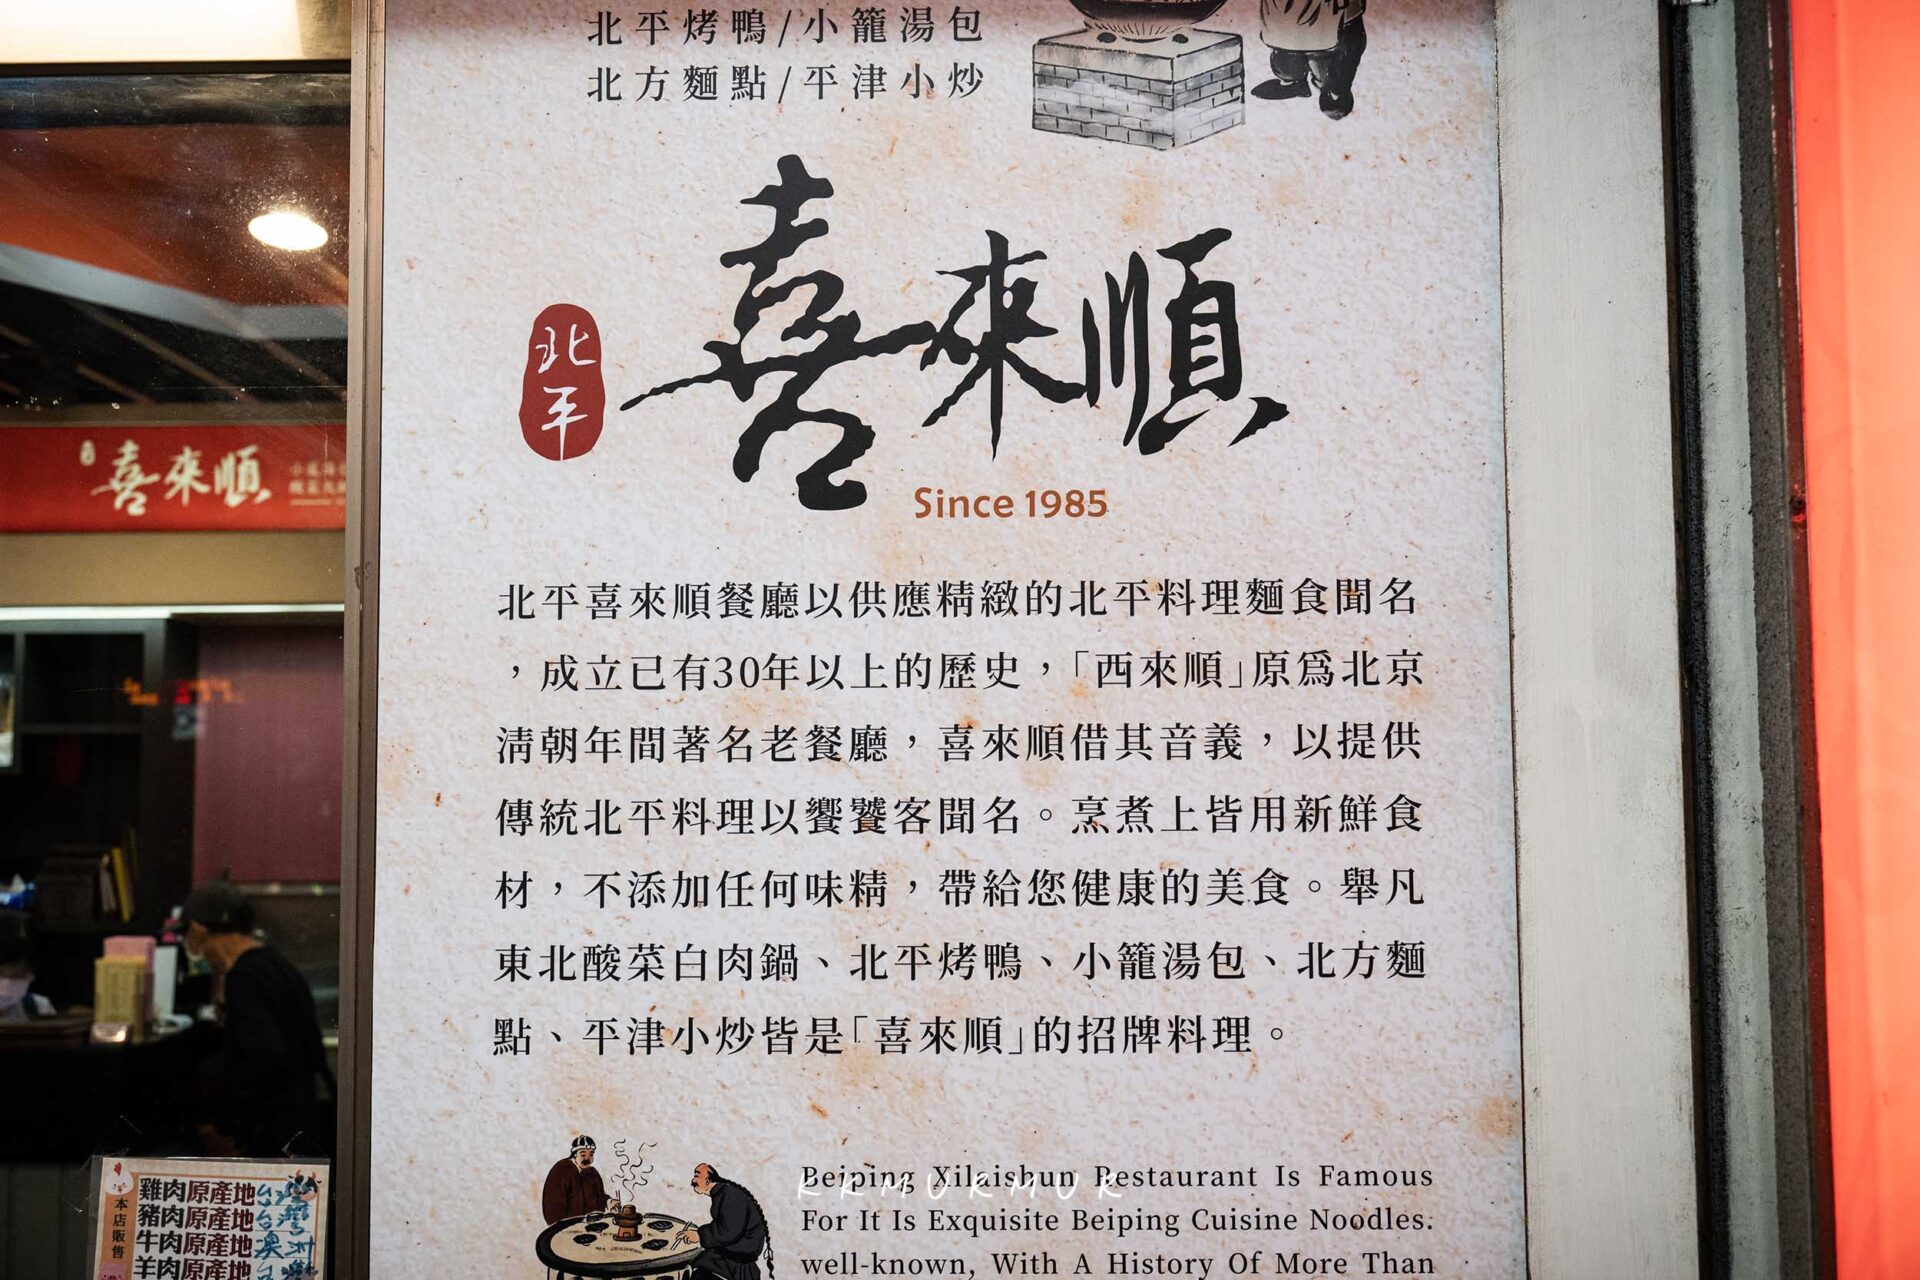 北平烤鴨/小籠湯包
北方麵點/平津小炒
北平
喜來順
Since 1985
喜來順
北平喜來順餐廳以供應精緻的北平料理麵食聞名
，成立已有30年以上的歷史，「西來順」原爲北京
淸朝年間著名老餐廳，喜來順借其音義，以提供
傳統北平料理以饗饕客聞名。烹煮上皆用新鮮食
材，不添加任何味精，帶給您健康的美食。舉凡
東北酸菜白肉鍋、北平烤鴨、小籠湯包、北方麵
點、平津小炒皆是「喜來順」的招牌料理。
Beiping Xilaishun Restaurant Is Famous
For It Is Exquisite Beiping Cuisine Noodles.
well-known, With A History Of More Than
KKMURMUR
本店販售
雞肉原產地台灣
豬肉原產地台灣
牛肉原產地澳洲
羊肉原產地